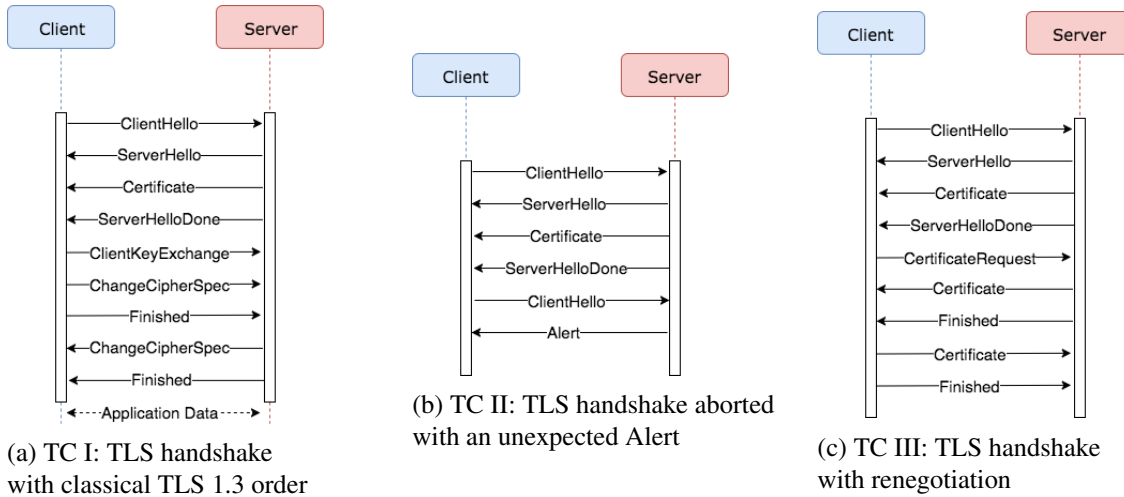 Client
Server
ClientHello
ServerHello
Certificate
ServerHelloDone
ClientKeyExchange
ChangeCipherSpec
Finished
ChangeCipherSpec
Finished
Application Data
(a) TC I: TLS handshake
with classical TLS 1.3 order
Client
Server
ClientHello
ServerHello
Certificate
ServerHelloDone
ClientHello
Alert
(b) TC II: TLS handshake aborted
with an unexpected Alert
Client
Server
ClientHello
ServerHello
Certificate
ServerHelloDone
CertificateRequest
Certificate
Finished
Certificate
Finished
(c) TC III: TLS handshake
with renegotiation